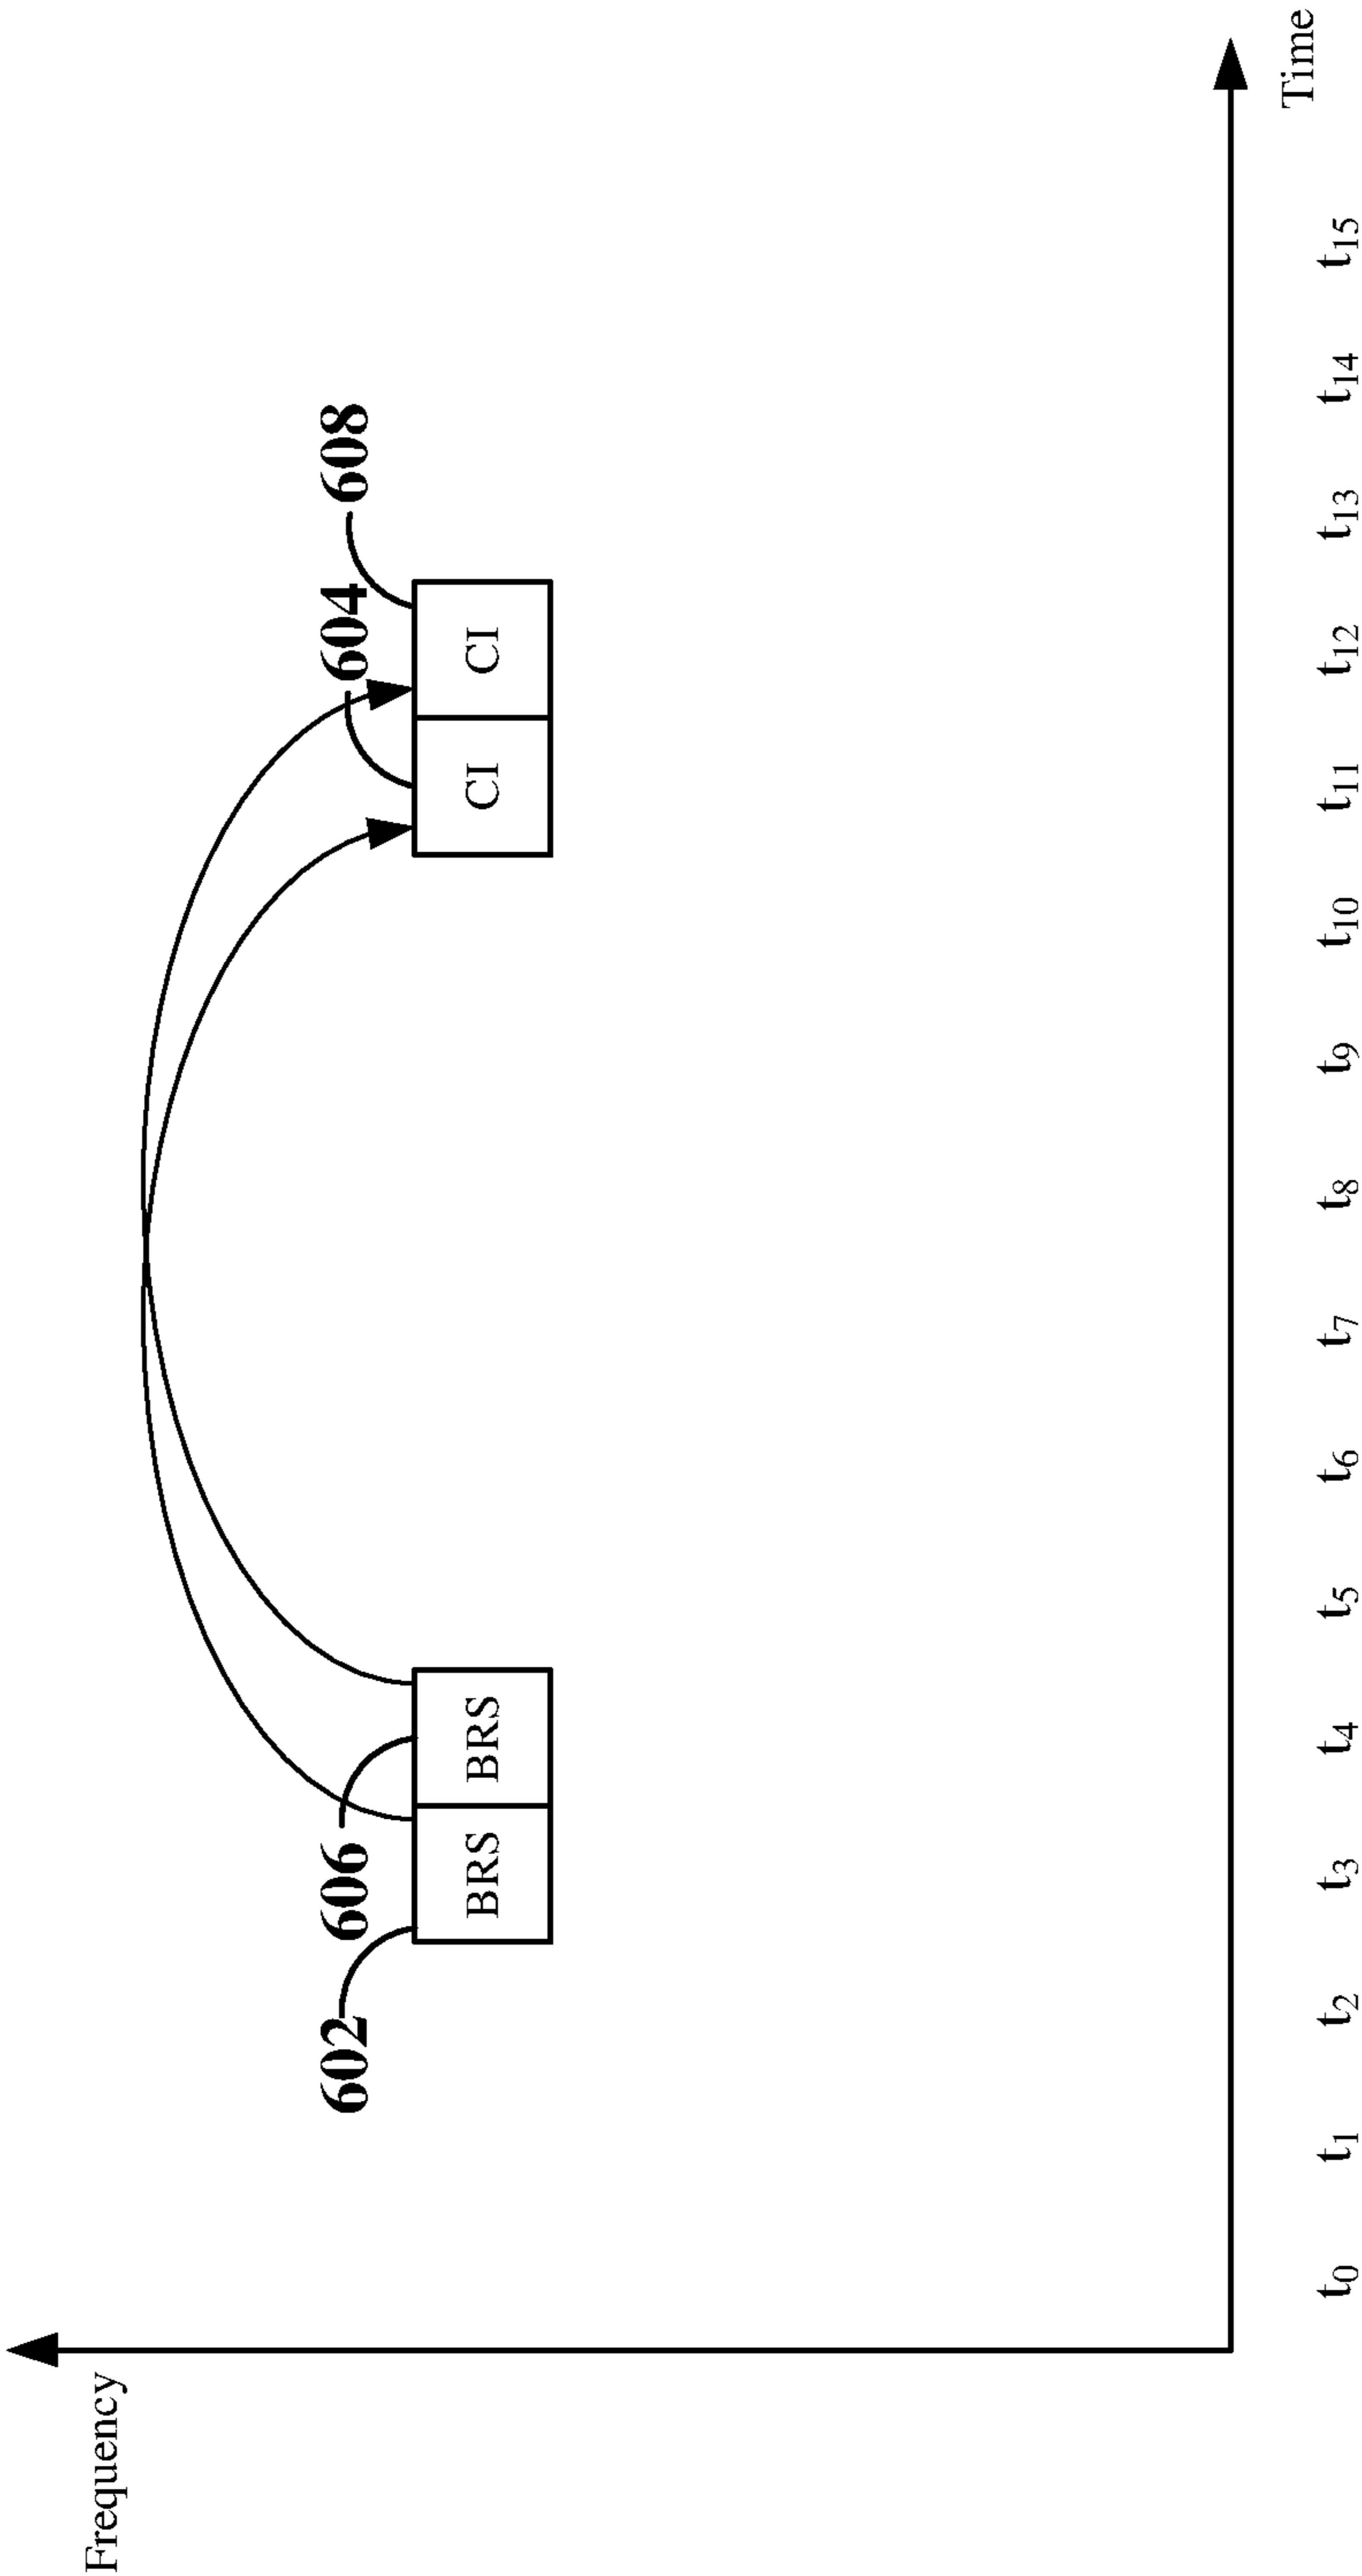 Frequency
602
606
604
608
BRS
BRS
CI
CI
t0 t1 t2 t3 t4 t5 t6 t7 t8 t9 t10 t11 t12 t13 t14 t15
Time